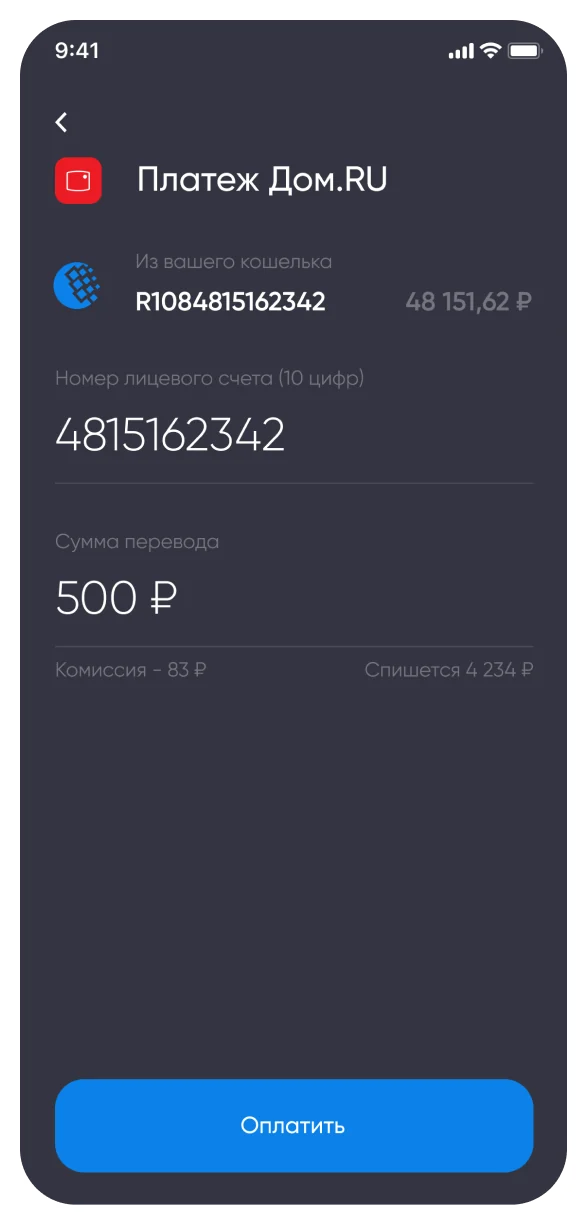 9:41
Платеж Дом.RU
Из вашего кошелька
R1084815162342 48 151,62 ₽
Номер лицевого счета (10 цифр)
4815162342
Сумма перевода
500 ₽
Комиссия - 83 ₽ Спишется 4 234 ₽
Оплатить